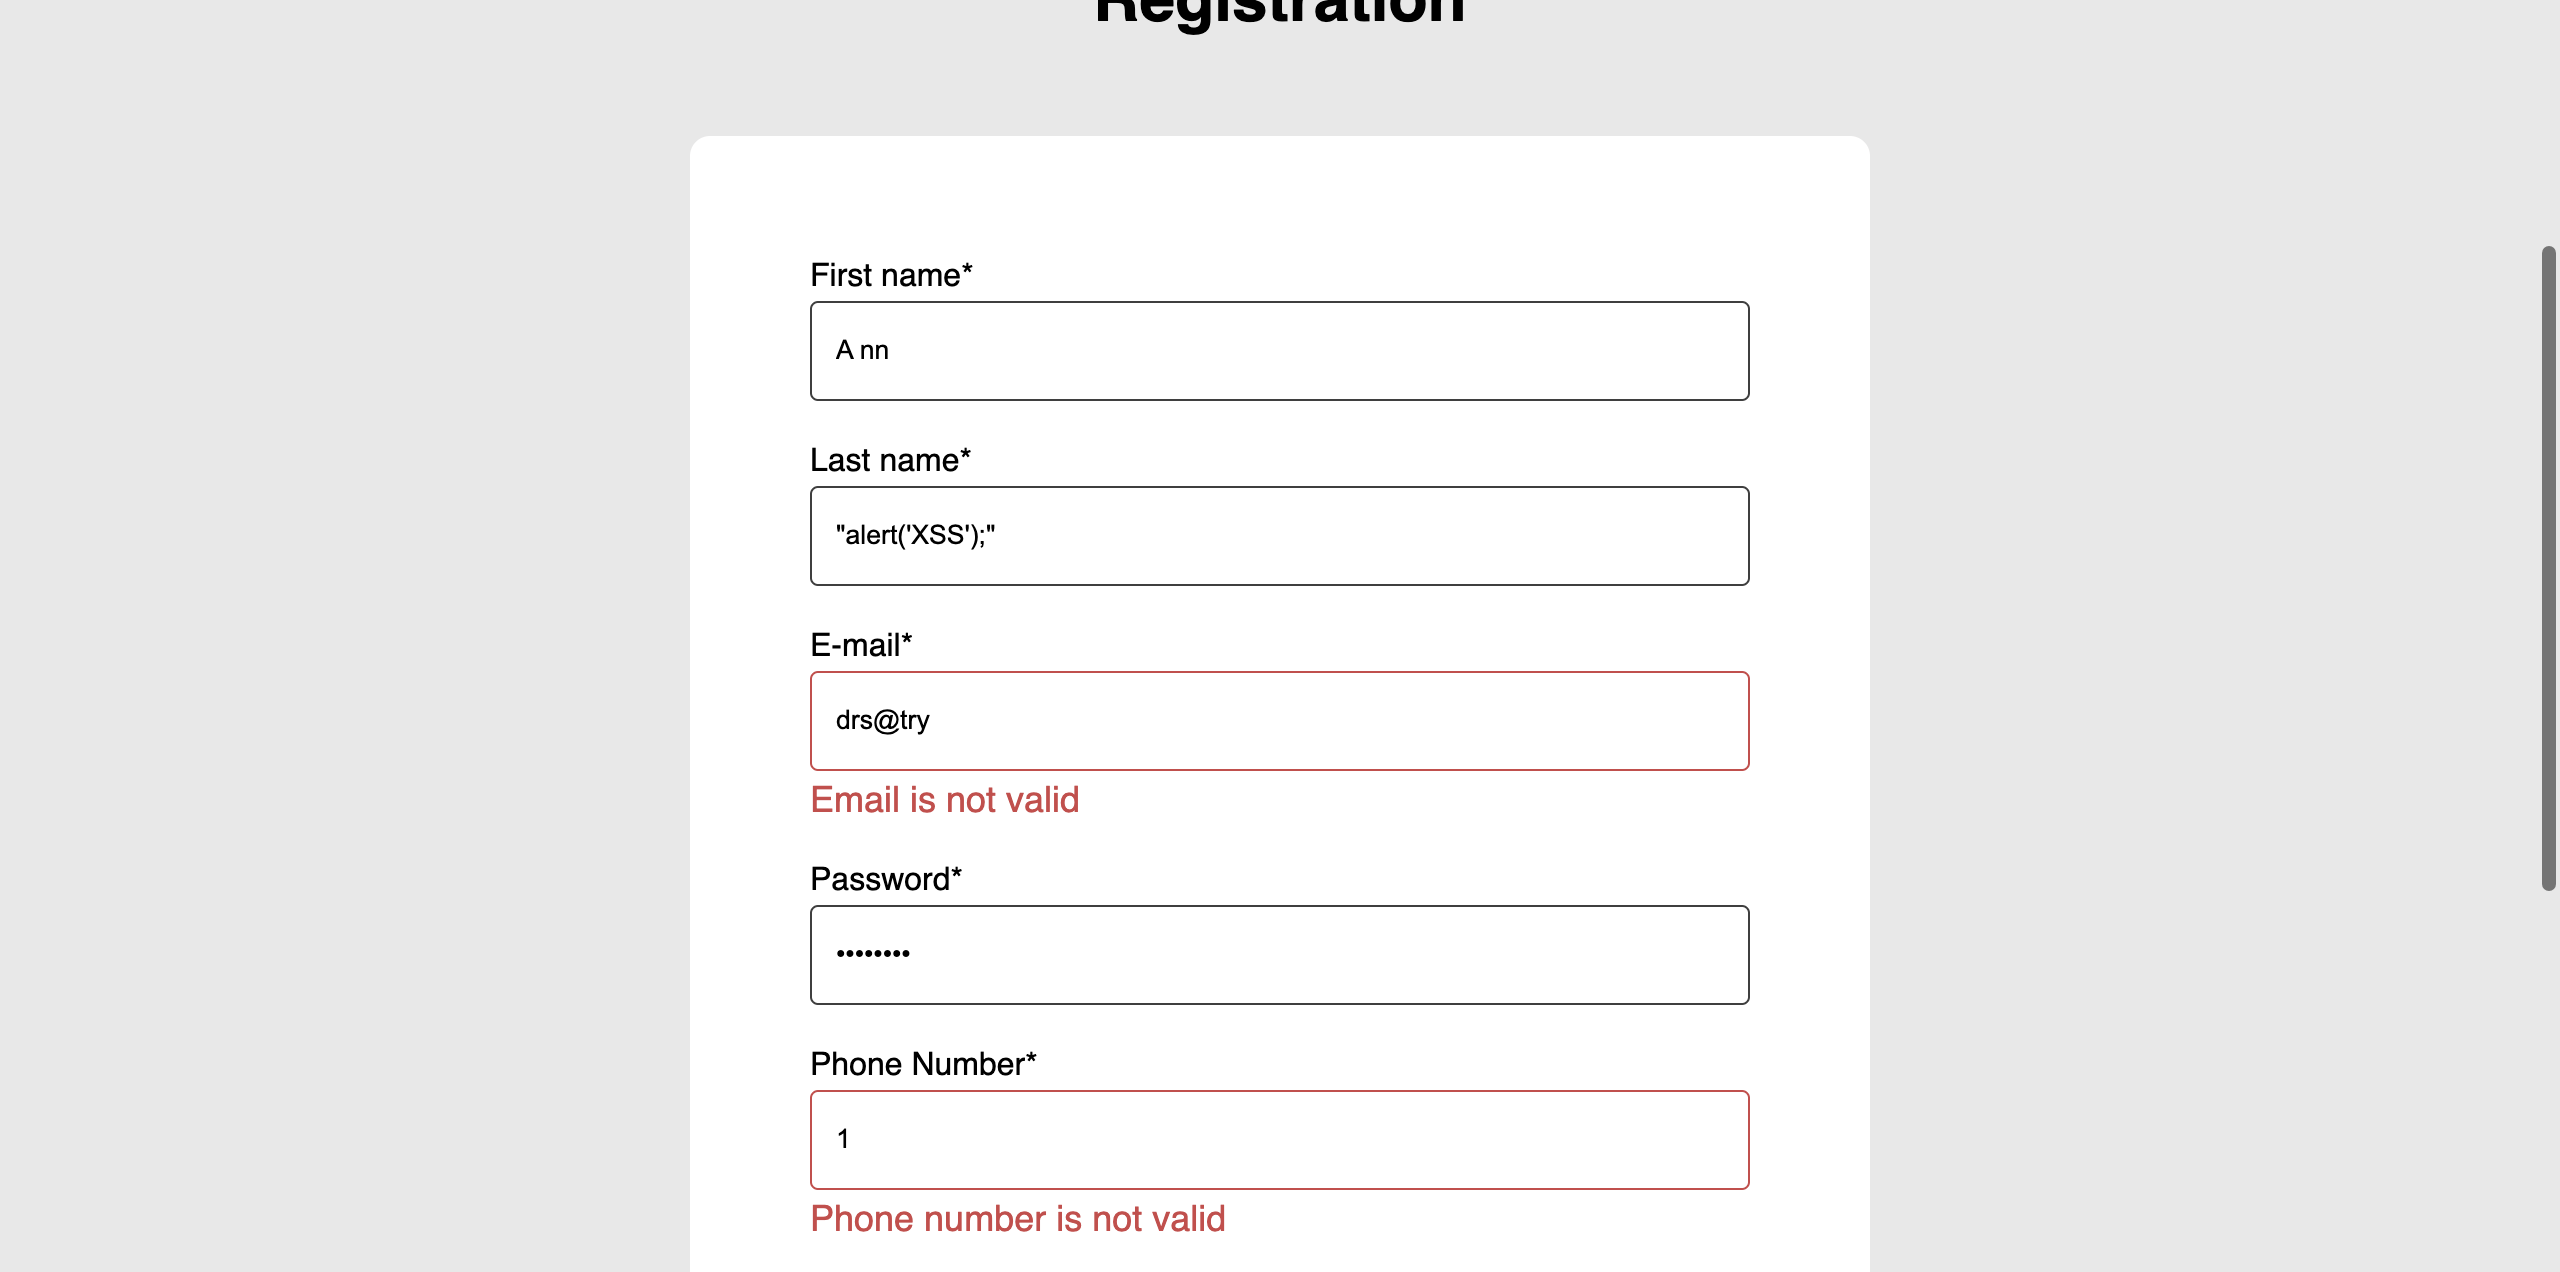 Registration
First name*
A nn
Last name*
"alert('XSS');"
E-mail*
drs@try
Email is not valid
Password*
••••••••
Phone Number*
1
Phone number is not valid